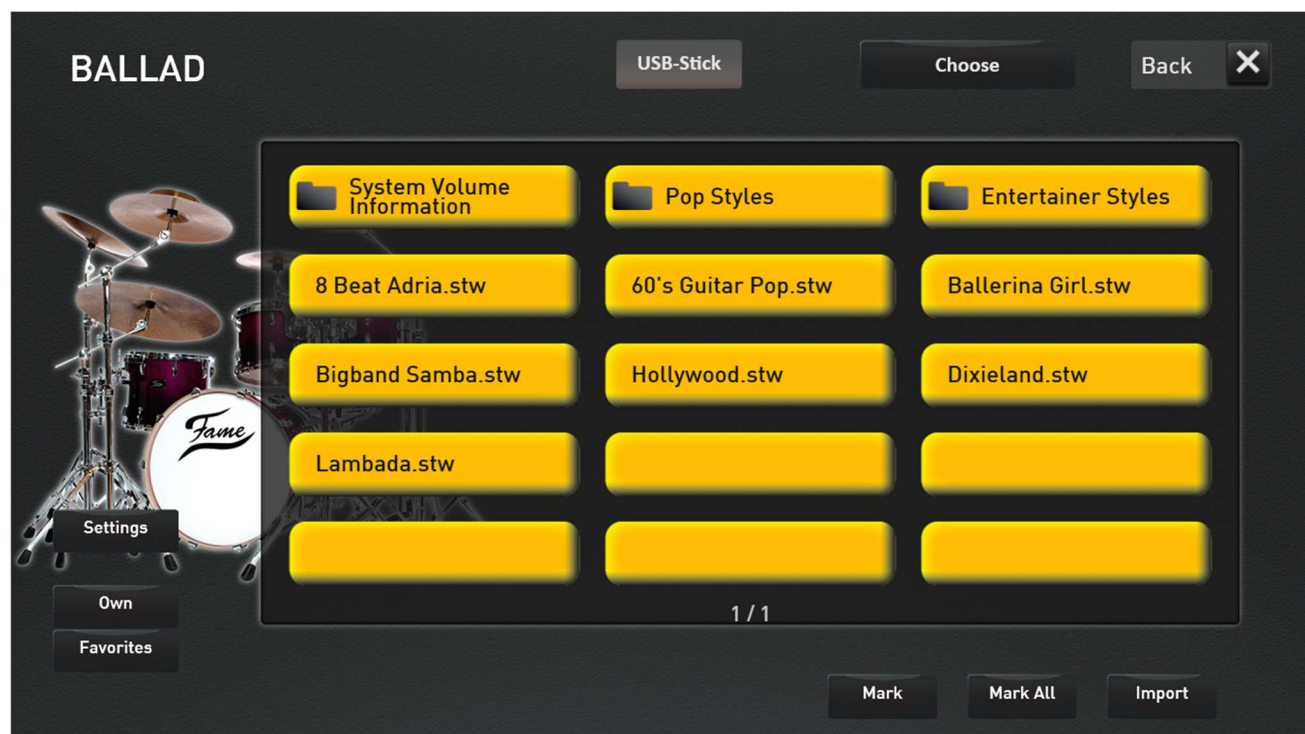 BALLAD
USB-Stick
Choose
Back
System Volume
Information
Pop Styles
Entertainer Styles
8 Beat Adria.stw
60's Guitar Pop.stw
Ballerina Girl.stw
Bigband Samba.stw
Hollywood.stw
Dixieland.stw
Lambada.stw
Fame
Settings
Own
Favorites
1 / 1
Mark
Mark All
Import